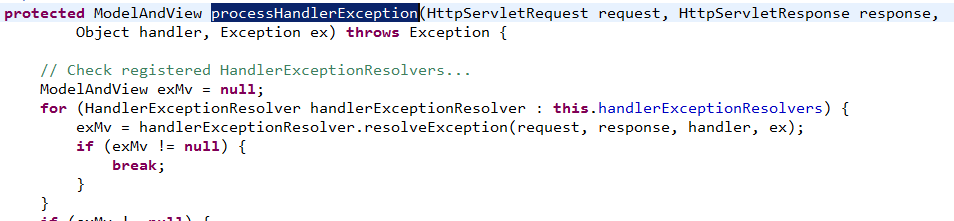 protected ModelAndView processHandlerException(HttpServletRequest request, HttpServletResponse response,
Object handler, Exception ex) throws Exception {
// Check registered HandlerExceptionResolvers...
ModelAndView exMv = null;
for (HandlerExceptionResolver handlerExceptionResolver : this.handlerExceptionResolvers) {
exMv = handlerExceptionResolver.resolveException(request, response, handler, ex);
if (exMv != null) {
break;
}
}